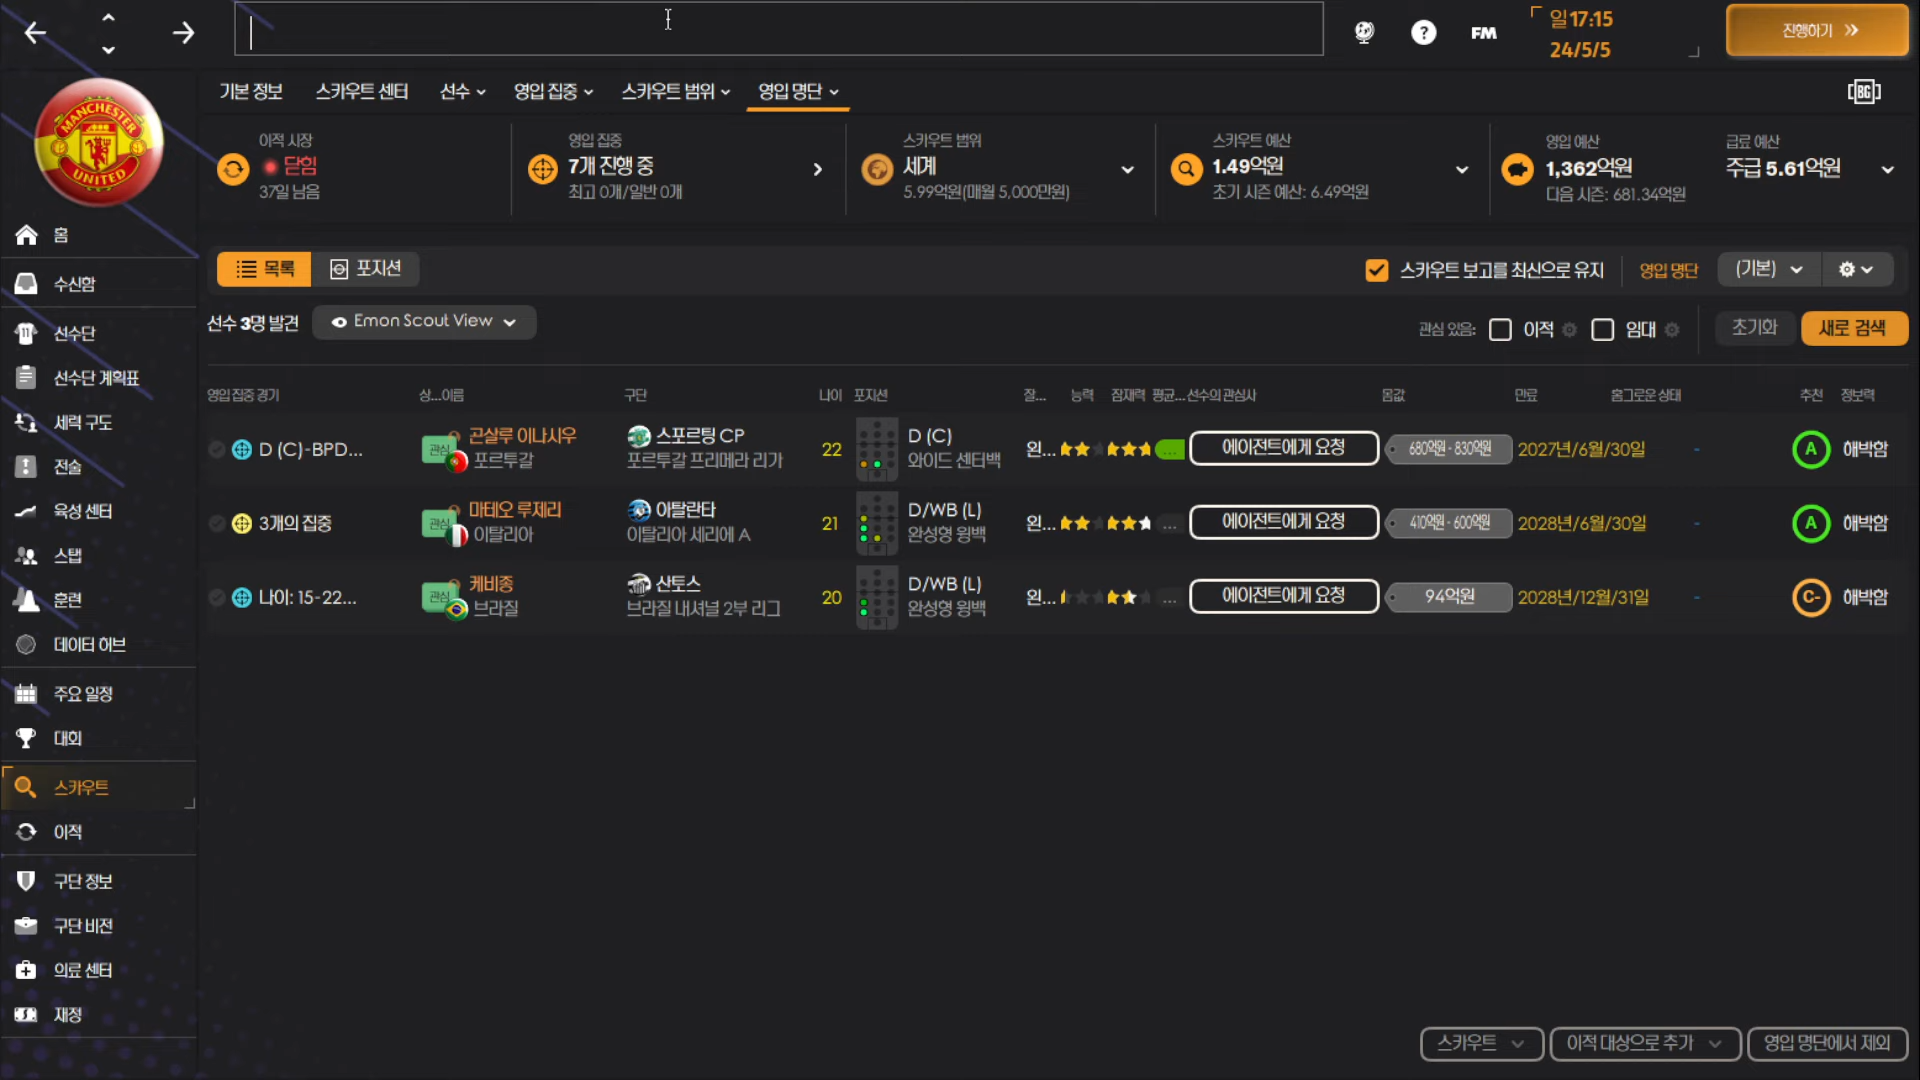 FM
일 17:15
24/5/5
진행하기
MANCHESTER
UNITED
기본 정보
스카우트 센터
선수
영입 집중
스카우트 범위
영입 명단
[BG]
이적 시장
닫힘
37일 남음
영입 집중
7개 진행 중
최고 0개/일반 0개
스카우트 범위
세계
5.99억원(매월 5,000만원)
스카우트 예산
1.49억원
초기 시즌 예산: 6.49억원
영입 예산
1,362억원
다음 시즌: 681.34억원
급료 예산
주급 5.61억원
홈
수신함
선수단
선수단 계획표
세력 구도
전술
육성 센터
스탭
훈련
데이터 허브
주요 일정
대회
스카우트
이적
구단 정보
구단 비전
의료 센터
재정
목록
포지션
스카우트 보고를 최신으로 유지
영입 명단
(기본)
선수 3명 발견
Emon Scout View
관심 있음:
이적
임대
초기화
새로 검색
영입 집중 경기
상...
이름
구단
나이
포지션
잘...
능력
잠재력
평균...
선수의 관심사
몸값
만료
홈그로운 상태
추천
정보력
D (C)-BPD...
관심
곤살루 이나시우
포르투갈
스포르팅 CP
포르투갈 프리메라 리가
22
D (C)
와이드 센터백
왼...
...
에이전트에게 요청
680억원 - 830억원
2027년/6월/30일
-
A
해박함
3개의 집중
관심
마테오 루제리
이탈리아
아탈란타
이탈리아 세리에 A
21
D/WB (L)
완성형 윙백
왼...
...
에이전트에게 요청
410억원 - 600억원
2028년/6월/30일
-
A
해박함
나이: 15-22...
관심
케비종
브라질
산토스
브라질 내셔널 2부 리그
20
D/WB (L)
완성형 윙백
왼...
...
에이전트에게 요청
94억원
2028년/12월/31일
-
C-
해박함
스카우트
이적 대상으로 추가
영입 명단에서 제외